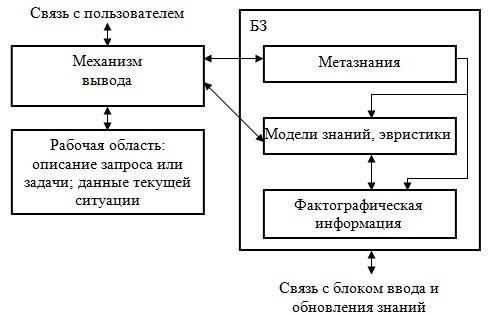 Связь с пользователем
Механизм
вывода
Рабочая область:
описание запроса или
задачи; данные текущей
ситуации
БЗ
Метазнания
Модели знаний, эвристики
Фактографическая
информация
Связь с блоком ввода и
обновления знаний